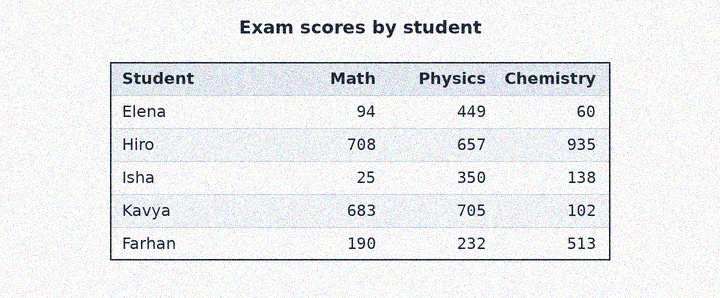 Exam scores by student
Student Math Physics Chemistry
Elena 94 449 60
Hiro 708 657 935
Isha 25 350 138
Kavya 683 705 102
Farhan 190 232 513